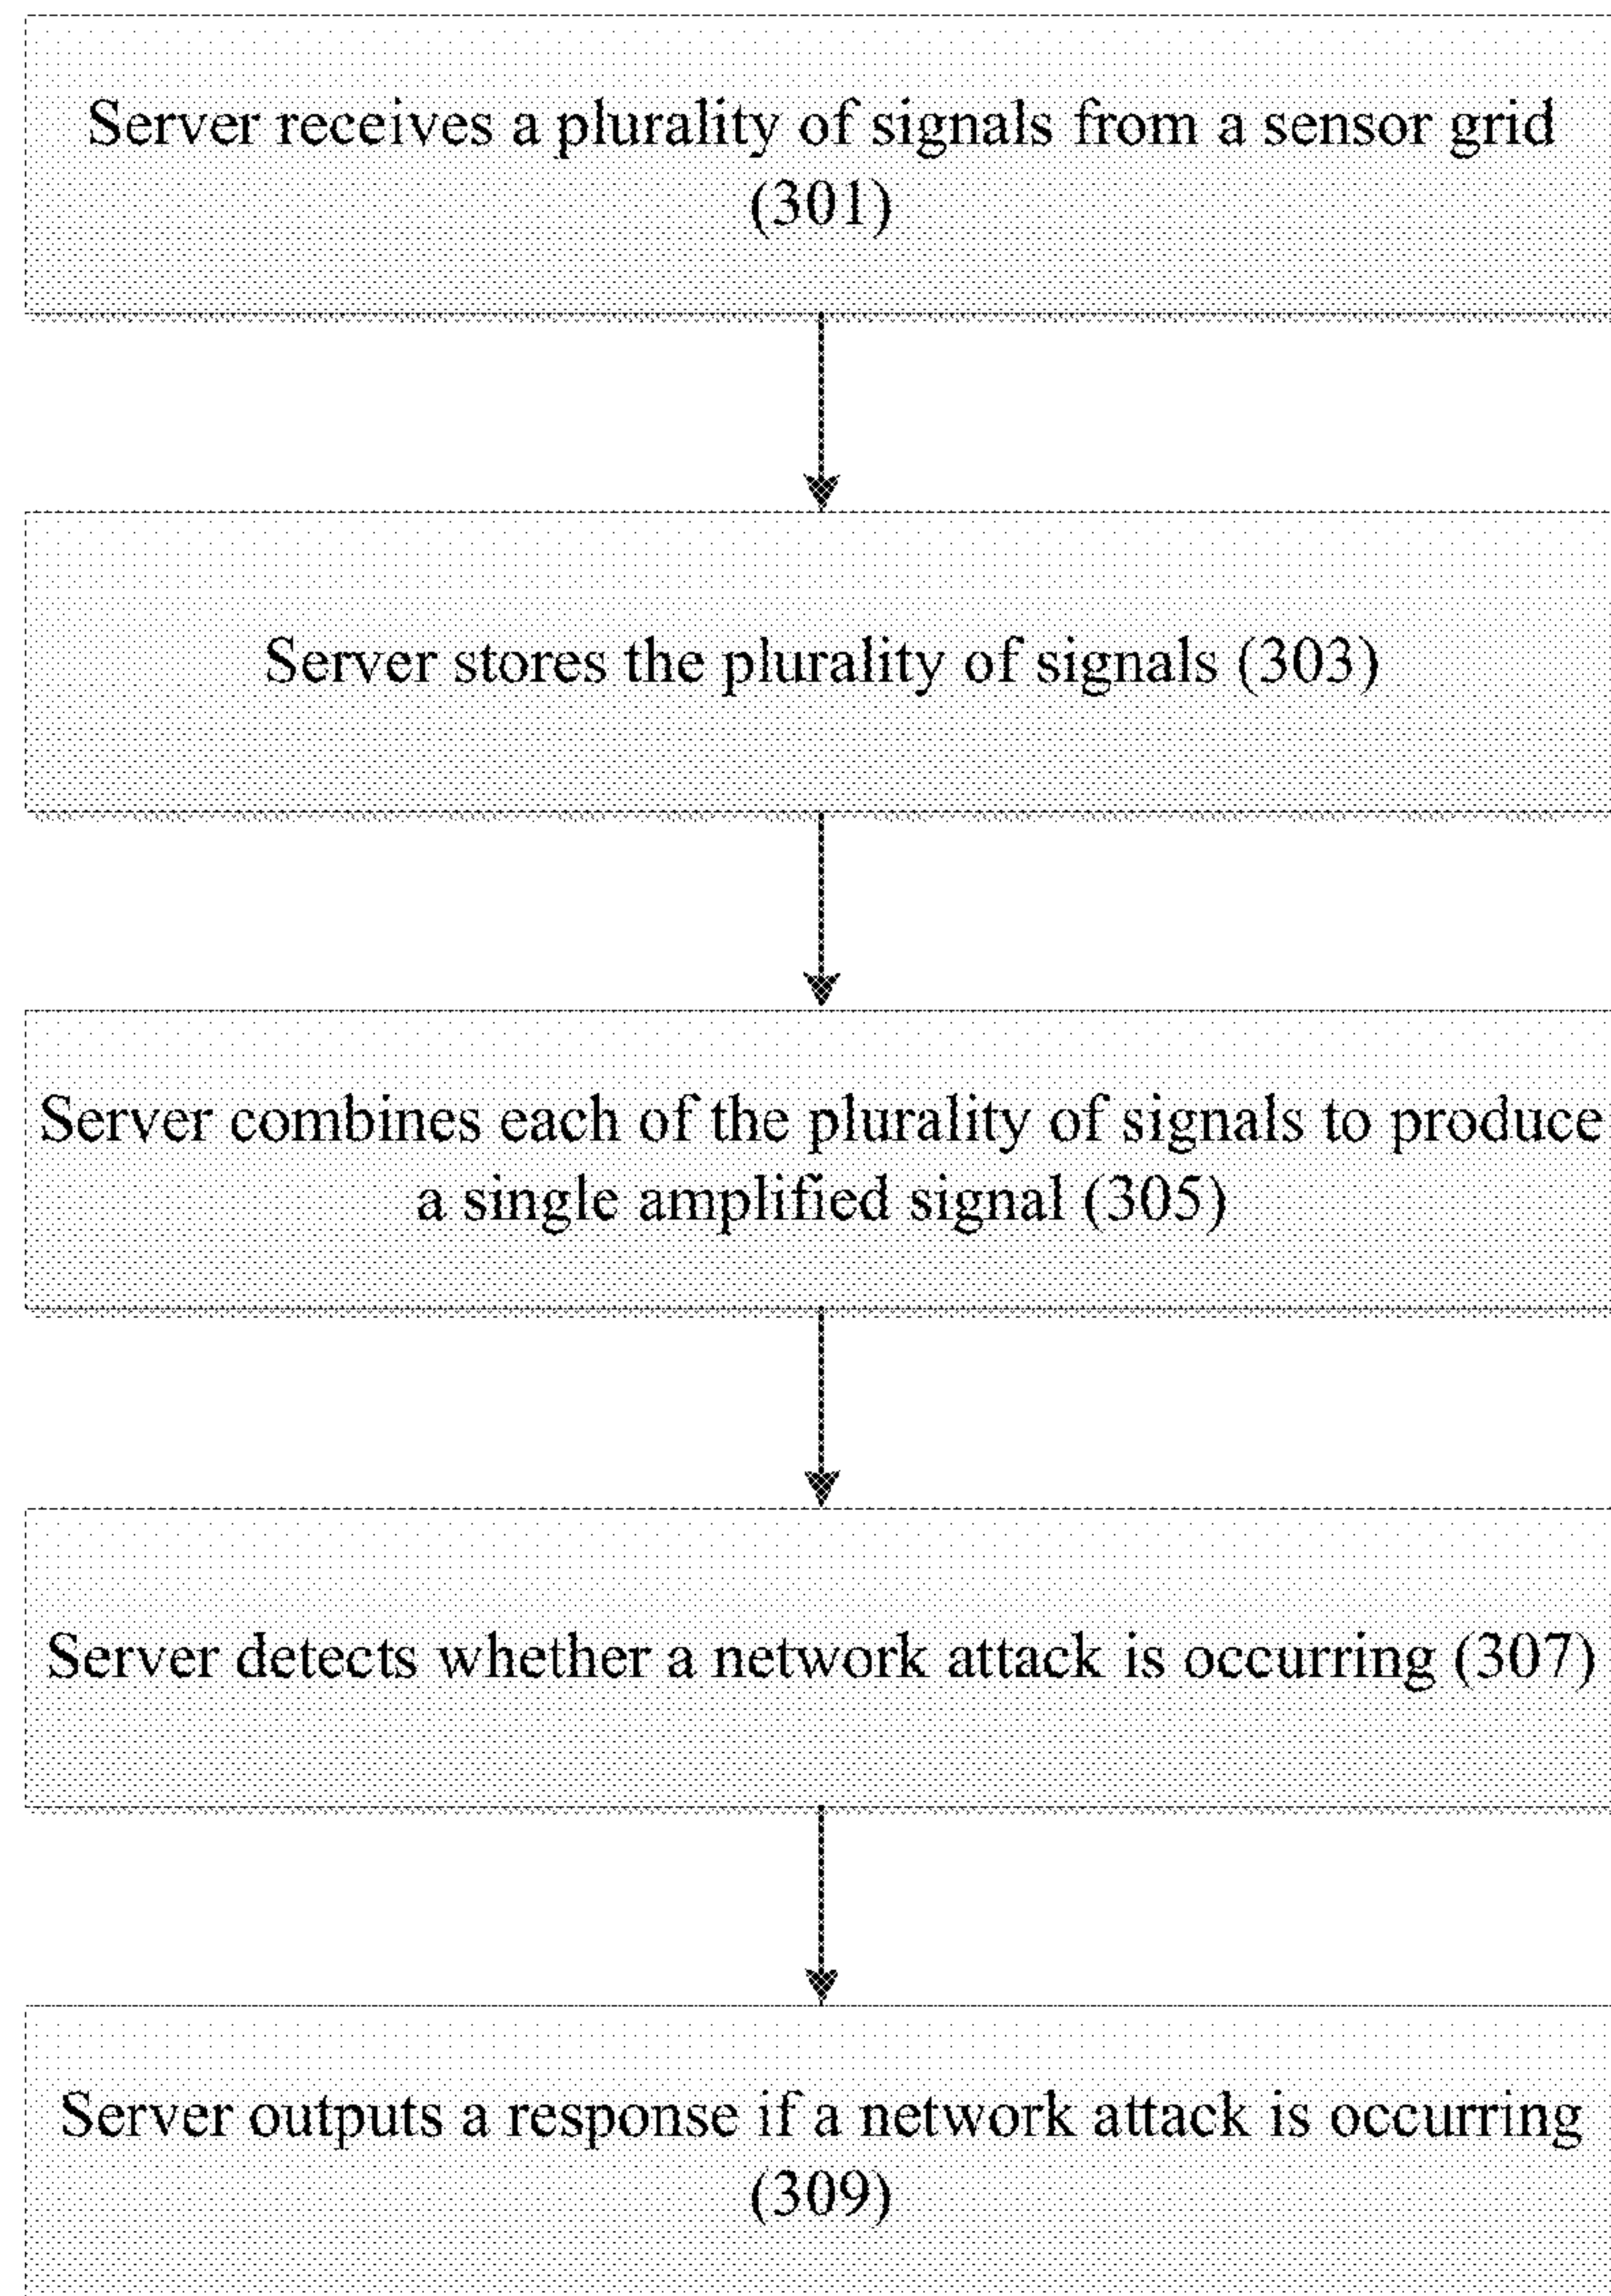 Server receives a plurality of signals from a sensor grid
(301)
Server stores the plurality of signals (303)
Server combines each of the plurality of signals to produce
a single amplified signal (305)
Server detects whether a network attack is occurring (307)
Server outputs a response if a network attack is occurring
(309)